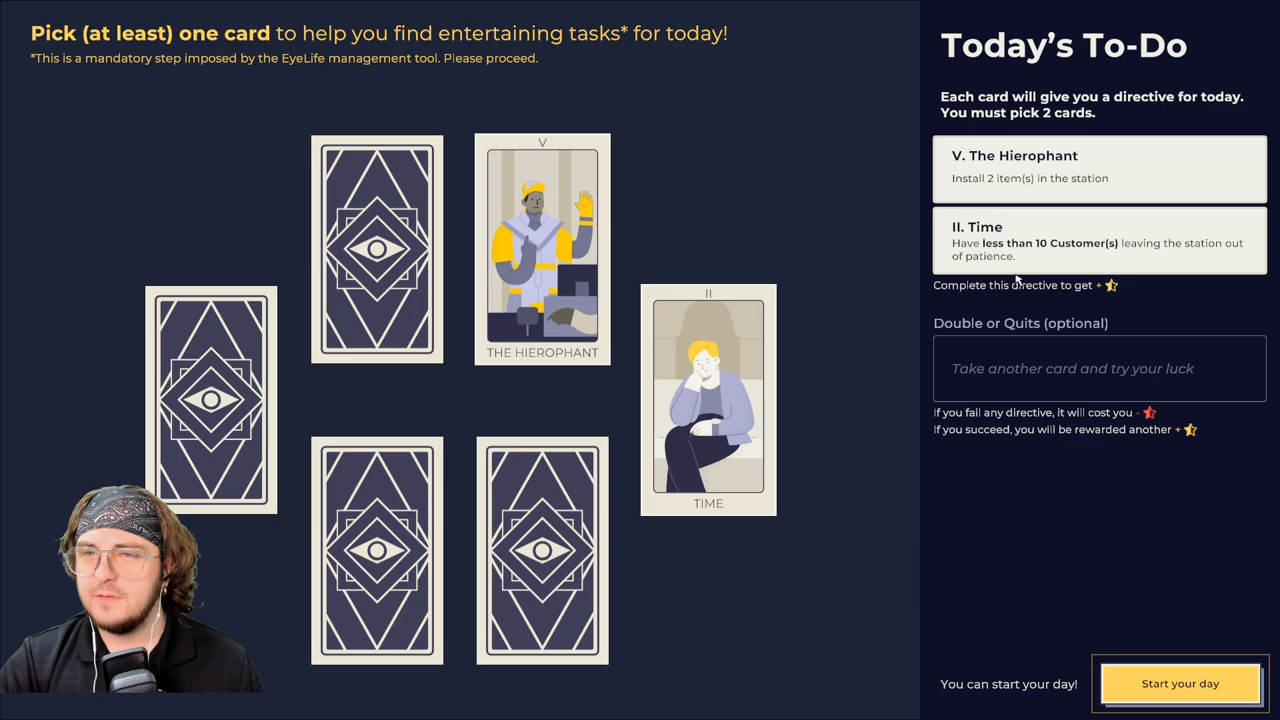 Pick (at least) one card to help you find entertaining tasks* for today!
*This is a mandatory step imposed by the EyeLife management tool. Please proceed.
V
THE HIEROPHANT
II
TIME
Today's To-Do
Each card will give you a directive for today.
You must pick 2 cards.
V. The Hierophant
Install 2 item(s) in the station
II. Time
Have less than 10 Customer(s) leaving the station out
of patience.
Complete this directive to get +
Double or Quits (optional)
Take another card and try your luck
If you fail any directive, it will cost you -
If you succeed, you will be rewarded another +
You can start your day!
Start your day